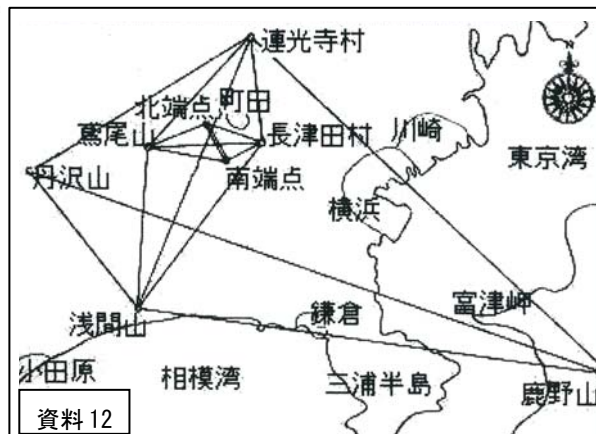 連光寺村
北端点
町田
鳶尾山
長津田村
川崎
東京湾
丹沢山
南端点
横浜
浅間山
鎌倉
富津岬
小田原
相模湾
三浦半島
鹿野山
資料12